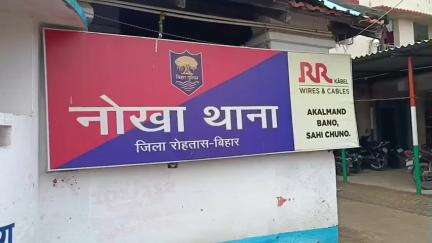 बिहार पुलिस
नोखा थाना
जिला रोहतास-बिहार
RR
KABEL
WIRES & CABLES
AKALMAND
BANO,
SAHI CHUNO.